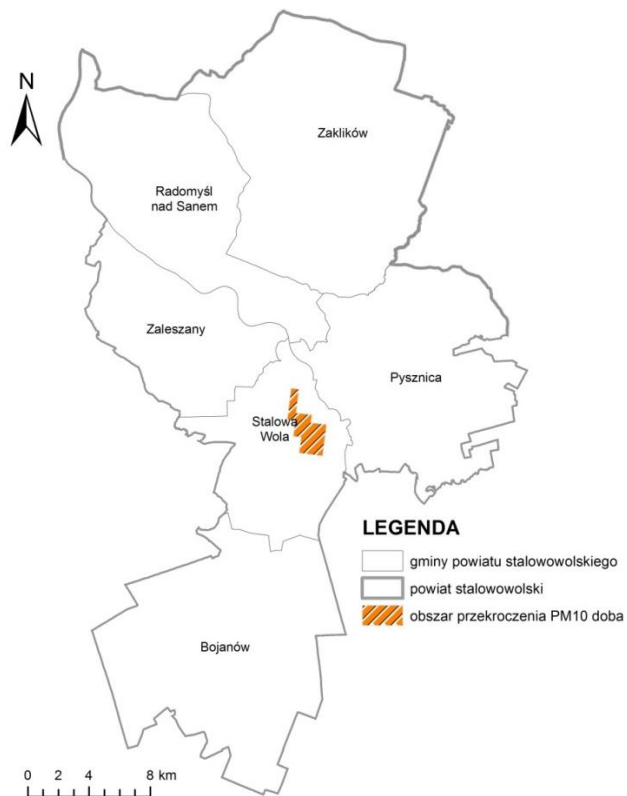 N
Zaklików
Radomyśl
nad Sanem
Zaleszany
Pysznica
Stalowa
Wola
LEGENDA
gminy powiatu stalowowolskiego
powiat stalowowolski
obszar przekroczenia PM10 doba
Bojanów
0 2 4 8 km